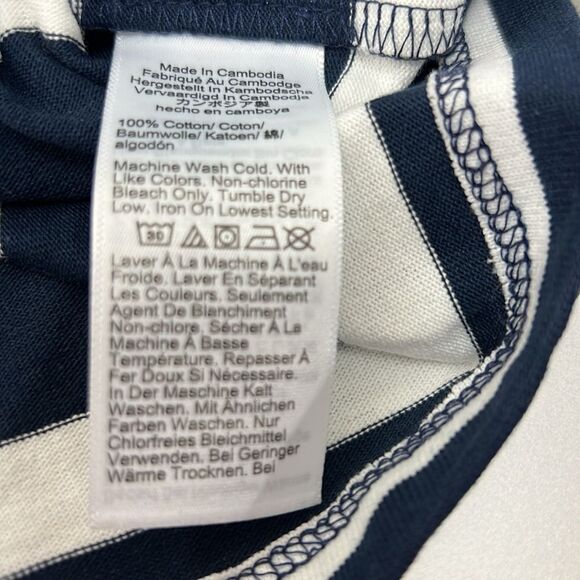 Made In Cambodia
Fabriqué Au Cambodge
Hergestellt In Kambodscha
Vervaardigd In Cambodja
カンボジア製
hecho en camboya
100% Cotton/ Coton/
Baumwolle/ Katoen/ 綿/
algodón
Machine Wash Cold. With
Like Colors. Non-chlorine
Bleach Only. Tumble Dry
Low. Iron On Lowest Setting.
30
Laver À La Machine À L'eau
Froide. Laver En Séparant
Les Couleurs. Seulement
Agent De Blanchiment
Non-chlore. Sécher À La
Machine À Basse
Température. Repasser À
Fer Doux Si Nécessaire.
In Der Maschine Kalt
Waschen. Mit Ähnlichen
Farben Waschen. Nur
Chlorfreies Bleichmittel
Verwenden. Bei Geringer
Wärme Trocknen. Bei